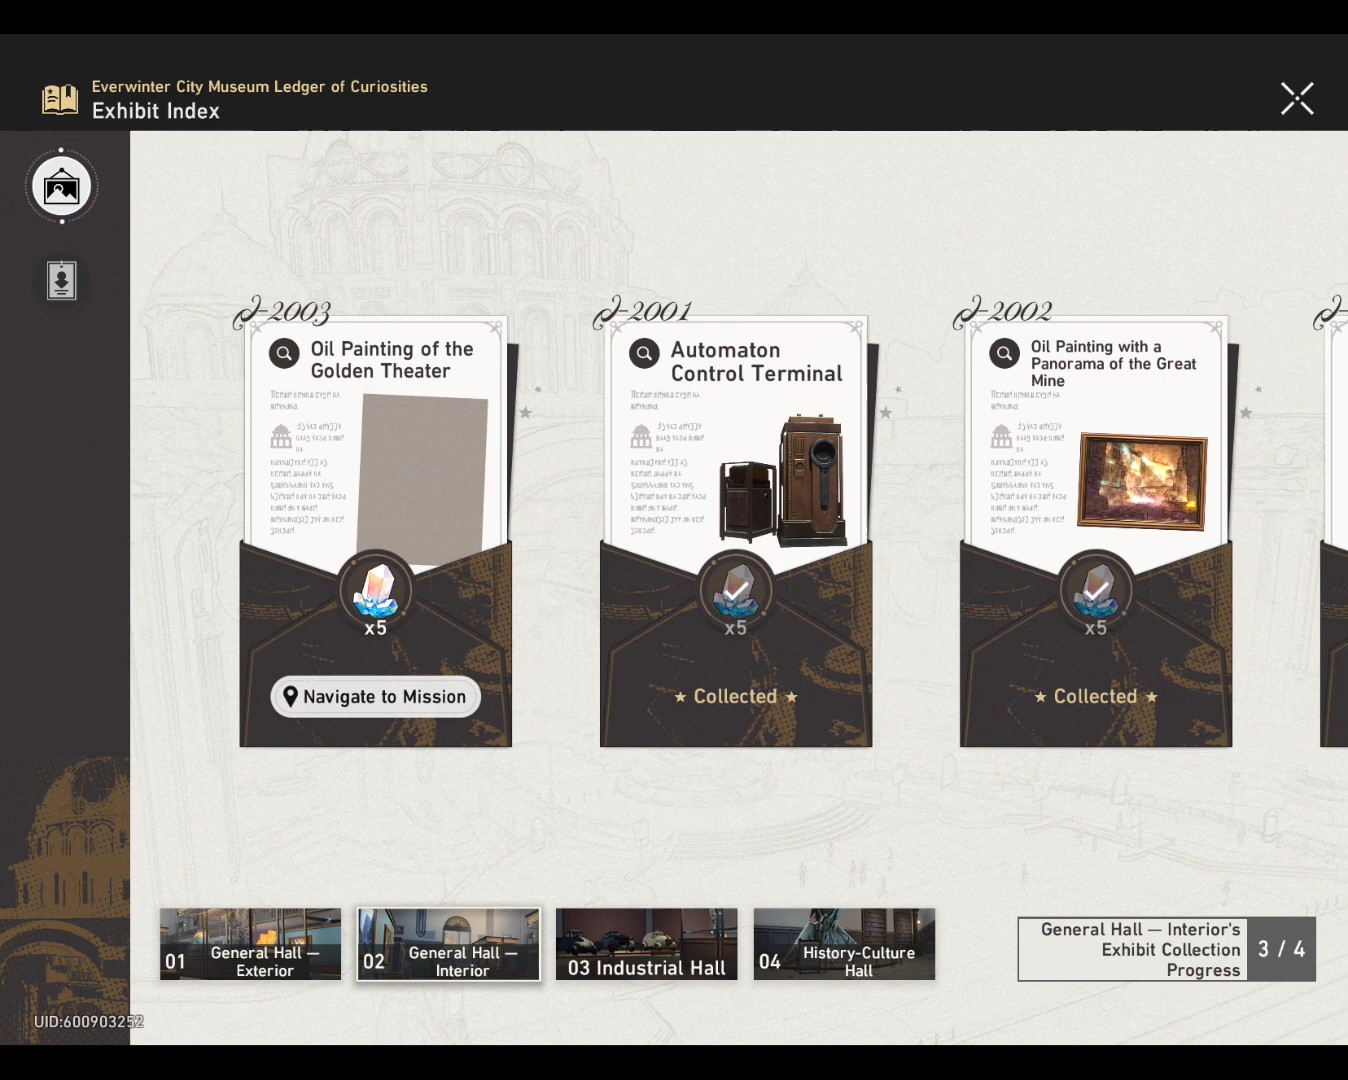 Everwinter City Museum Ledger of Curiosities
Exhibit Index
J-2003
Oil Painting of the
Golden Theater
x5
Navigate to Mission
J-2001
Automaton
Control Terminal
x5
Collected
J-2002
Oil Painting with a
Panorama of the Great
Mine
x5
Collected
01
General Hall —
Exterior
02
General Hall —
Interior
03 Industrial Hall
04
History-Culture
Hall
General Hall — Interior's
Exhibit Collection
Progress
3 / 4
UID:600903252